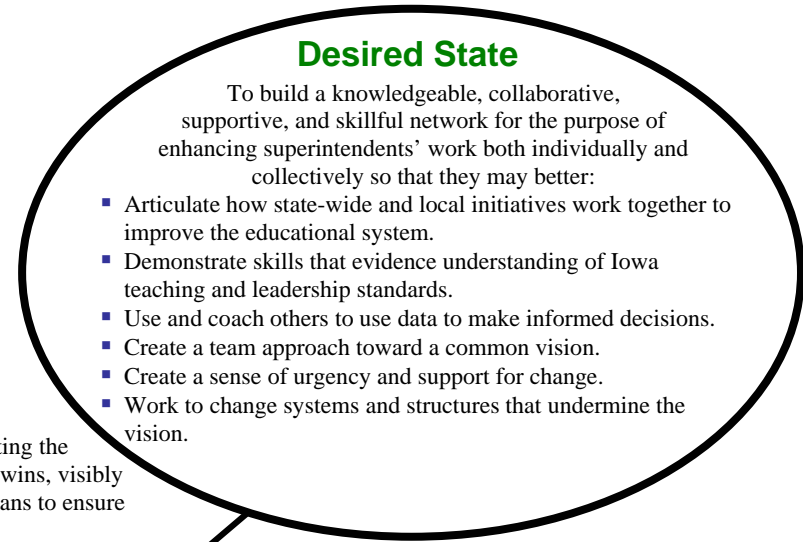 Desired State
To build a knowledgeable, collaborative,
supportive, and skillful network for the purpose of
enhancing superintendents’ work both individually and
collectively so that they may better:
▪ Articulate how state-wide and local initiatives work together to
improve the educational system.
▪ Demonstrate skills that evidence understanding of Iowa
teaching and leadership standards.
▪ Use and coach others to use data to make informed decisions.
▪ Create a team approach toward a common vision.
▪ Create a sense of urgency and support for change.
▪ Work to change systems and structures that undermine the
vision.
ting the
wins, visibly
ans to ensure